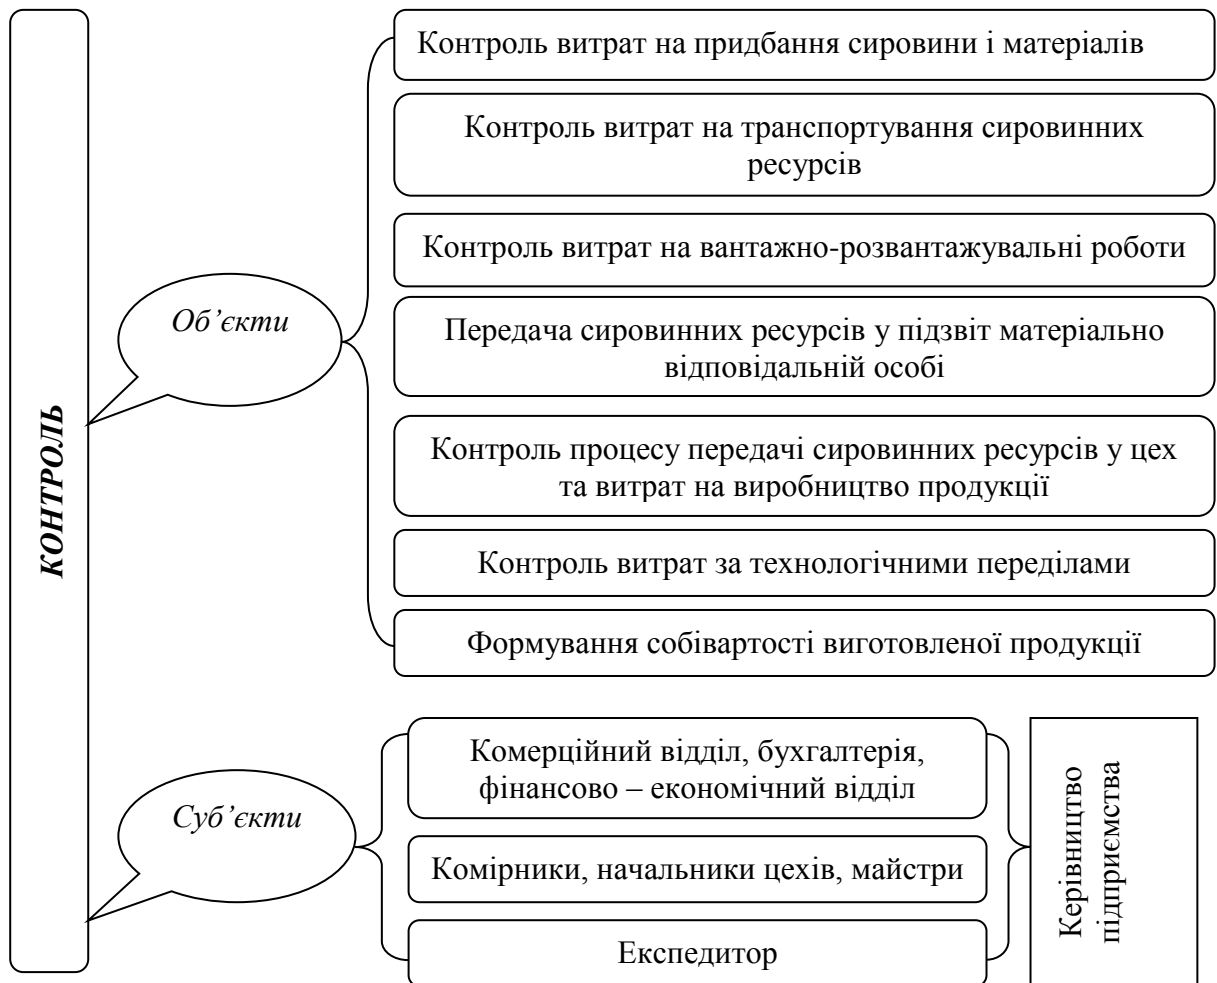 КОНТРОЛЬ
Об’єкти
Контроль витрат на придбання сировини і матеріалів
Контроль витрат на транспортування сировинних
ресурсів
Контроль витрат на вантажно-розвантажувальні роботи
Передача сировинних ресурсів у підзвіт матеріально
відповідальній особі
Контроль процесу передачі сировинних ресурсів у цех
та витрат на виробництво продукції
Контроль витрат за технологічними переділами
Формування собівартості виготовленої продукції
Суб’єкти
Комерційний відділ, бухгалтерія,
фінансово – економічний відділ
Комірники, начальники цехів, майстри
Експедитор
Керівництво
підприємства